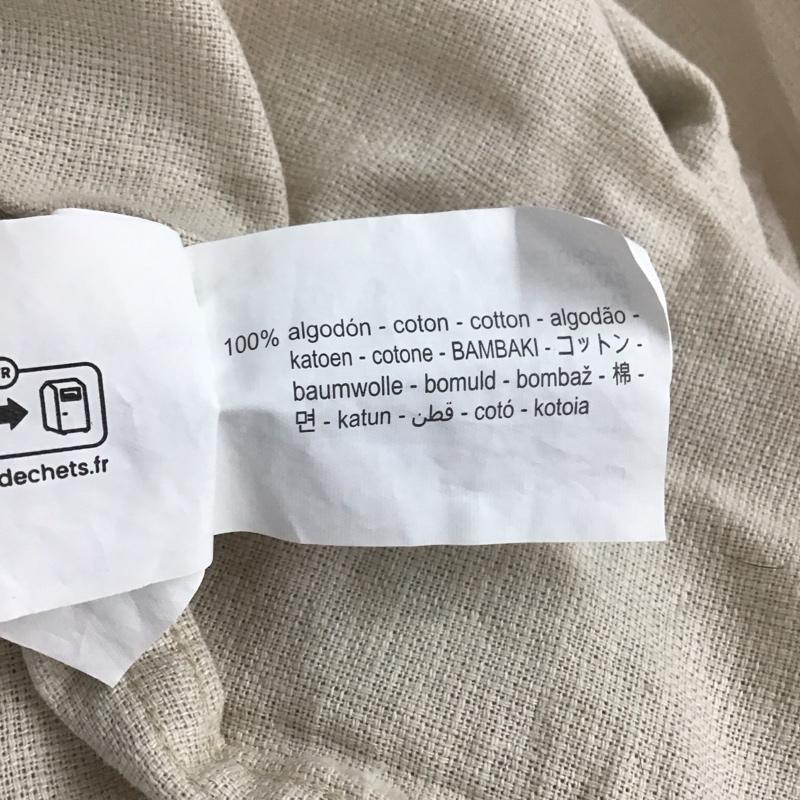 FR
dechets.fr
100% algodón - coton - cotton - algodão -
katoen - cotone - BAMBAKI - コットン -
baumwolle - bomuld - bombaž - 棉 -
면 - katun - قطن - cotó - kotoia